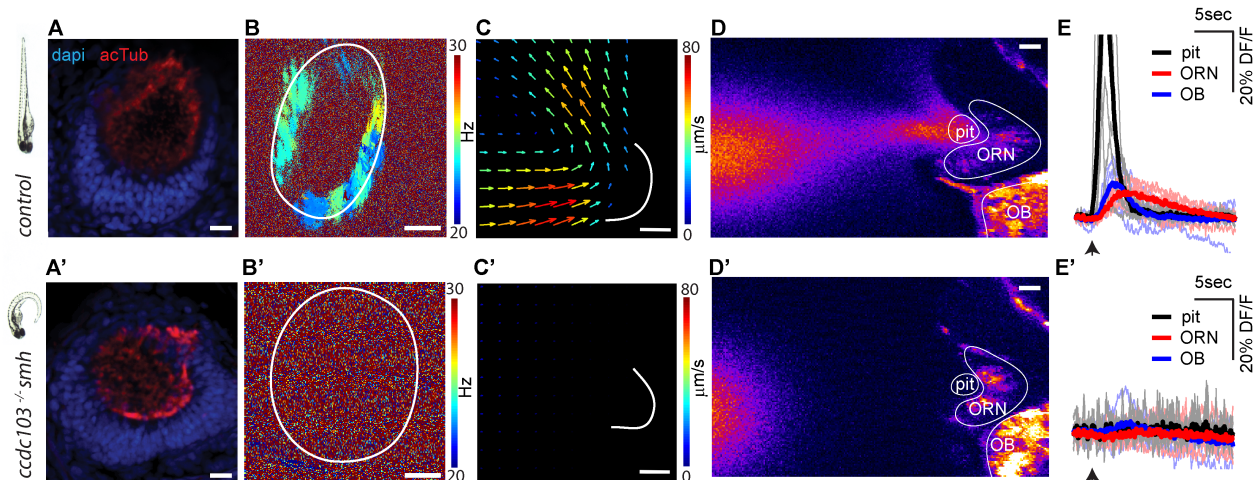 A
dapi acTub
control
B
30
Hz
20
C
80
μm/s
0
D
pit
ORN
OB
E
5sec
20% DF/F
pit
ORN
OB
A’
ccdc103 -/- smh
B’
30
Hz
20
C’
80
μm/s
0
D’
pit
ORN
OB
E’
5sec
20% DF/F
pit
ORN
OB